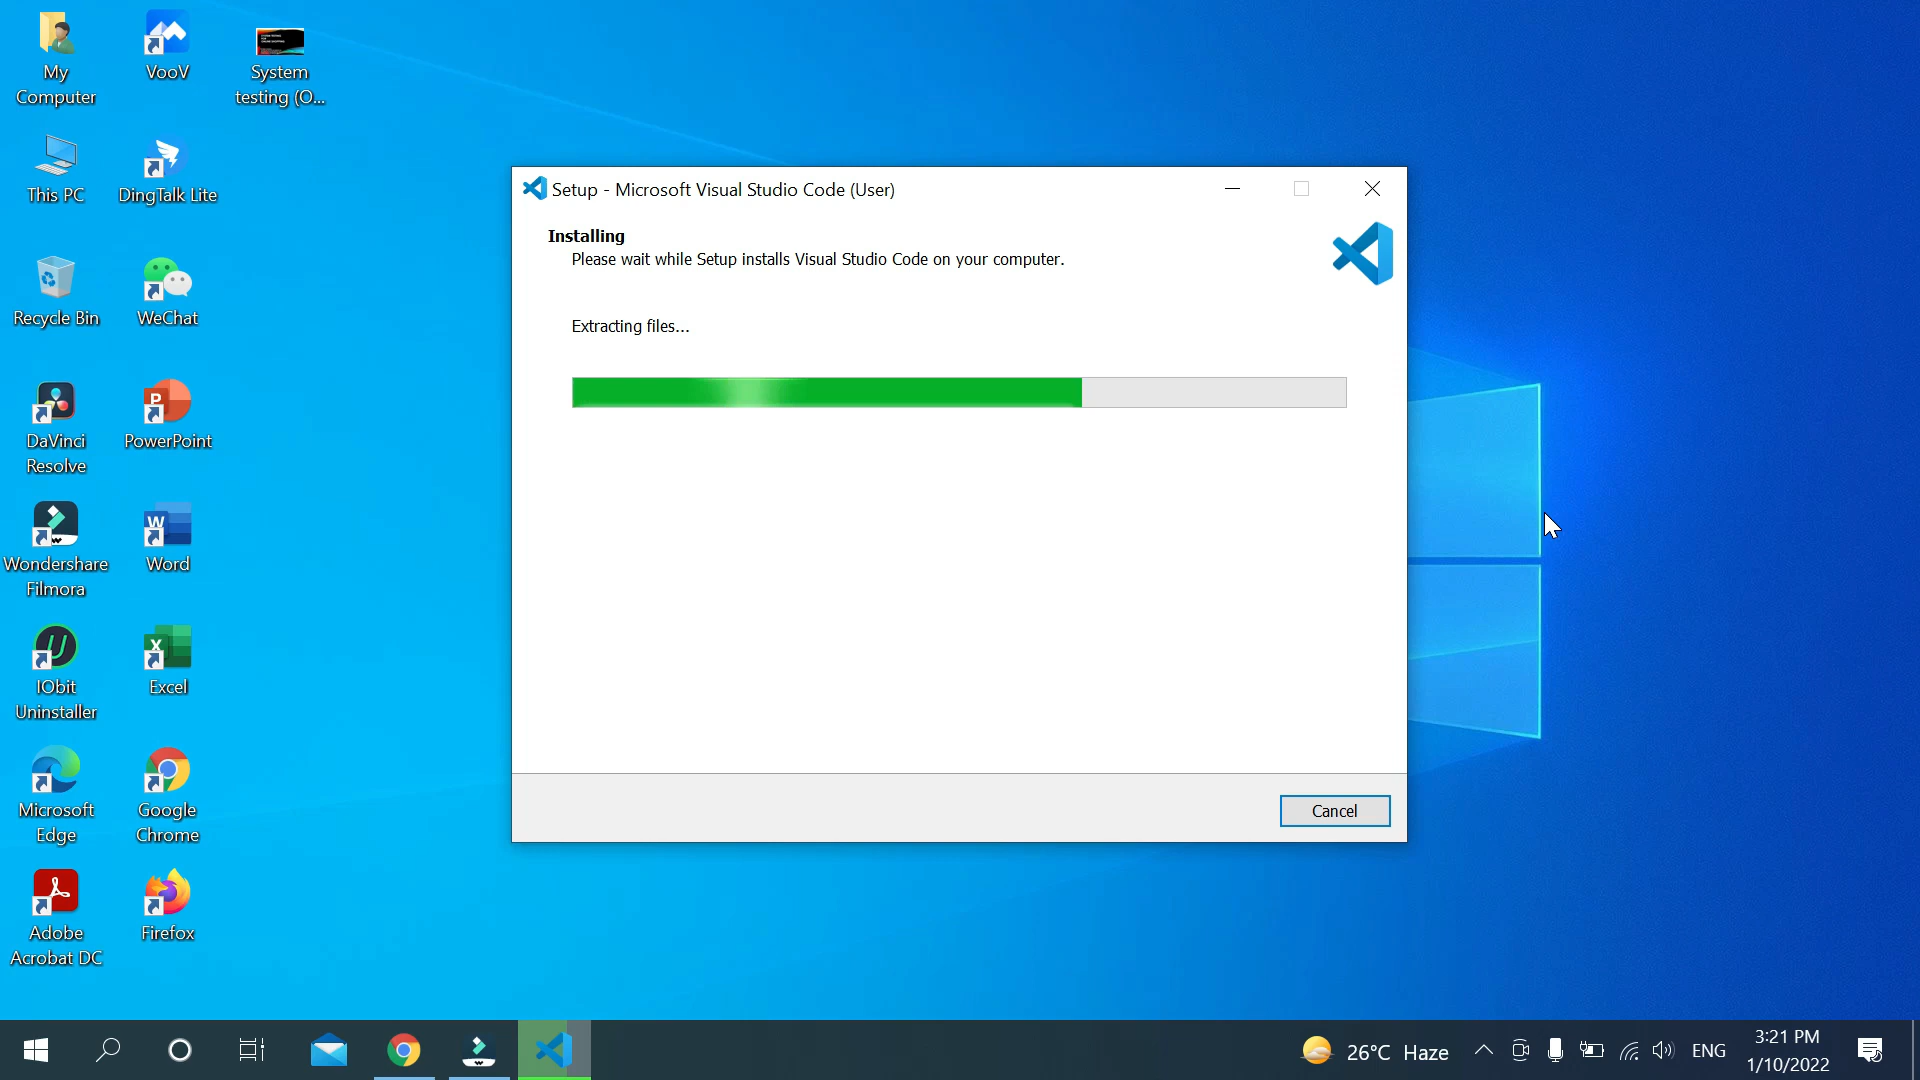 My
Computer
VooV
System
testing (O...
This PC
DingTalk Lite
Recycle Bin
WeChat
DaVinci
Resolve
PowerPoint
Wondershare
Filmora
Word
IObit
Uninstaller
Excel
Microsoft
Edge
Google
Chrome
Adobe
Acrobat DC
Firefox
Setup - Microsoft Visual Studio Code (User)
Installing
Please wait while Setup installs Visual Studio Code on your computer.
Extracting files...
Cancel
26°C Haze
ENG
3:21 PM
1/10/2022